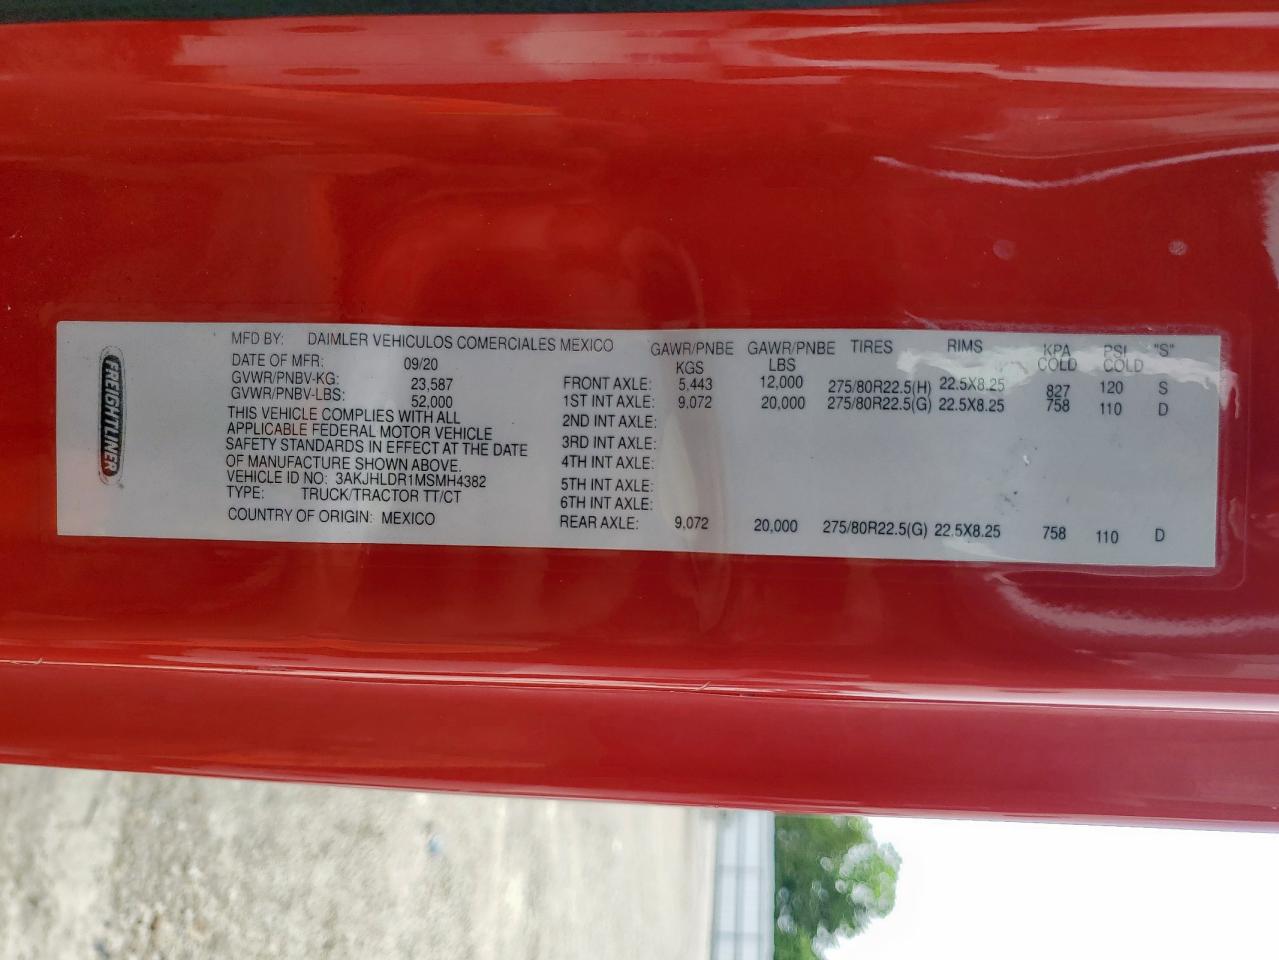 FREIGHTLINER
MFD BY: DAIMLER VEHICULOS COMERCIALES MEXICO
DATE OF MFR: 09/20
GVWR/PNBV-KG: 23,587
GVWR/PNBV-LBS: 52,000
THIS VEHICLE COMPLIES WITH ALL
APPLICABLE FEDERAL MOTOR VEHICLE
SAFETY STANDARDS IN EFFECT AT THE DATE
OF MANUFACTURE SHOWN ABOVE.
VEHICLE ID NO: 3AKJHLDR1MSMH4382
TYPE: TRUCK/TRACTOR TT/CT
COUNTRY OF ORIGIN: MEXICO
GAWR/PNBE GAWR/PNBE TIRES RIMS KPA PSI "S"
KGS LBS COLD COLD
FRONT AXLE: 5,443 12,000 275/80R22.5(H) 22.5X8.25 827 120 S
1ST INT AXLE: 9,072 20,000 275/80R22.5(G) 22.5X8.25 758 110 D
2ND INT AXLE:
3RD INT AXLE:
4TH INT AXLE:
5TH INT AXLE:
6TH INT AXLE:
REAR AXLE: 9,072 20,000 275/80R22.5(G) 22.5X8.25 758 110 D